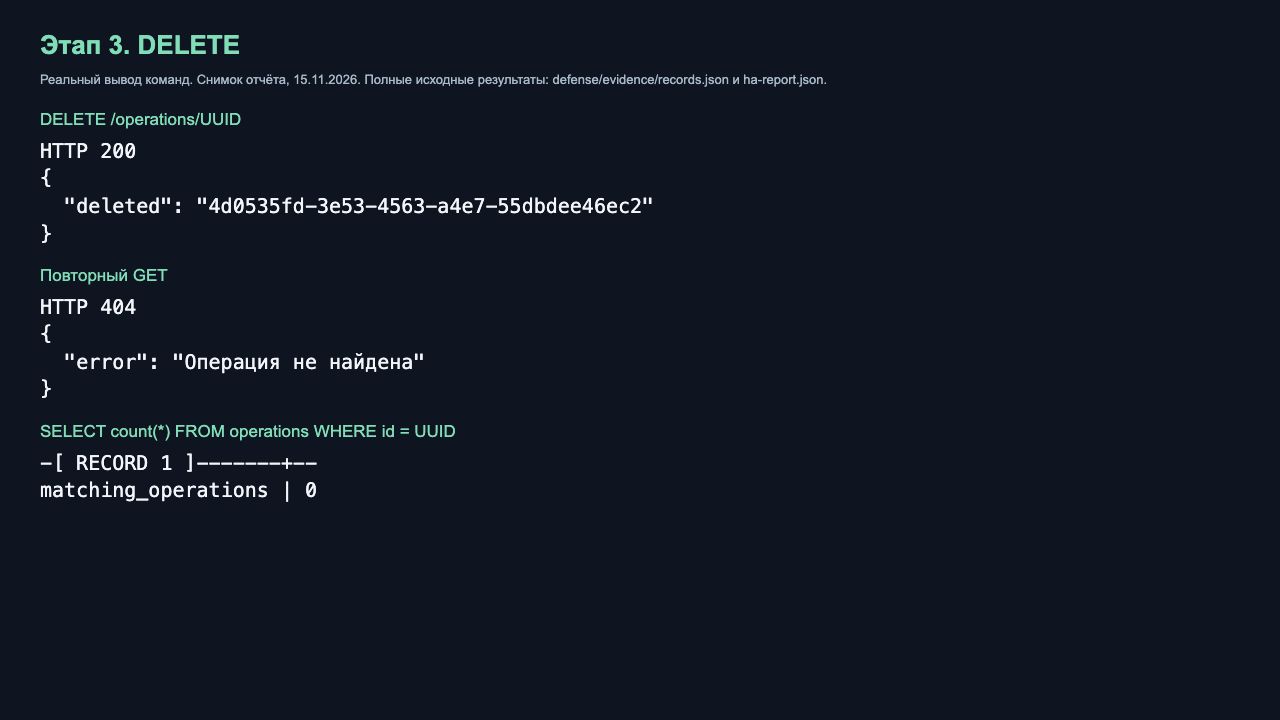 Этап 3. DELETE
Реальный вывод команд. Снимок отчёта, 15.11.2026. Полные исходные результаты: defense/evidence/records.json и ha-report.json.
DELETE /operations/UUID
HTTP 200
{
  "deleted": "4d0535fd-3e53-4563-a4e7-55dbdee46ec2"
}
Повторный GET
HTTP 404
{
  "error": "Операция не найдена"
}
SELECT count(*) FROM operations WHERE id = UUID
-[ RECORD 1 ]-------+--
matching_operations | 0